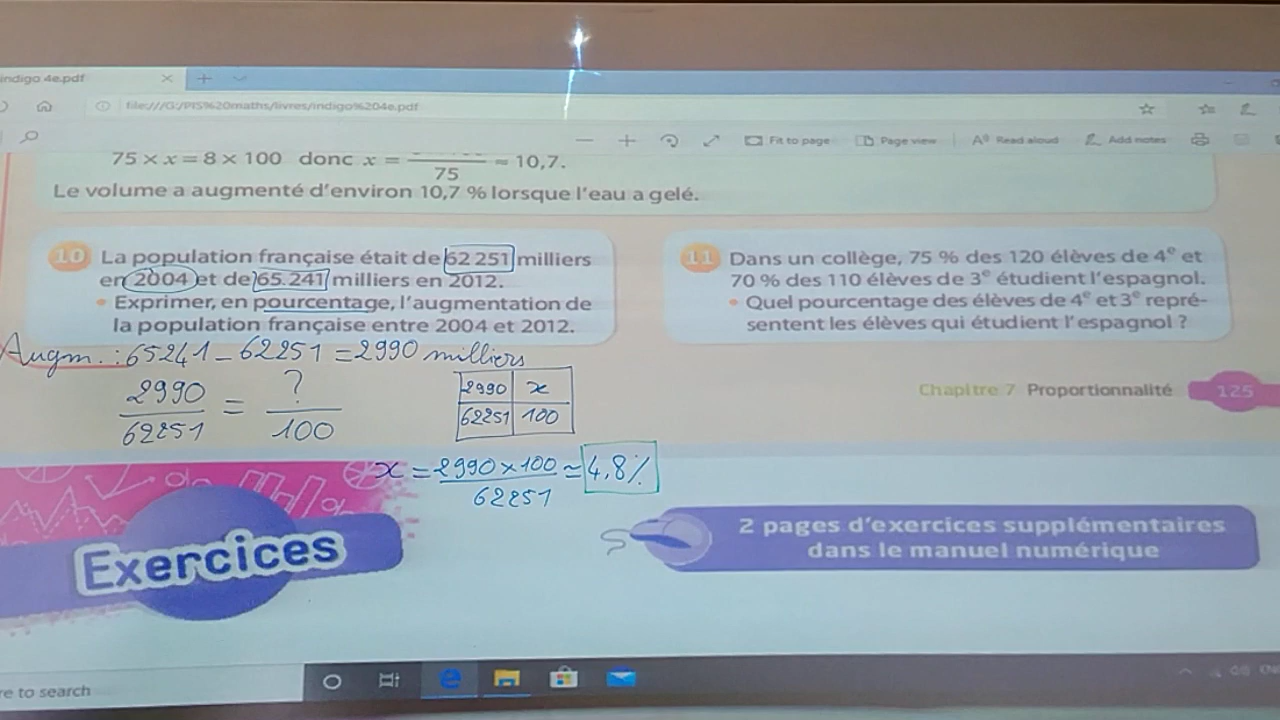 indigo 4e.pdf
file:///G:/PIS%20maths/livres/indigo%204e.pdf
Fit to page Page view Read aloud Add notes
75 × x = 8 × 100 donc x = 75 ≈ 10,7.
Le volume a augmenté d'environ 10,7 % lorsque l'eau a gelé.
10 La population française était de 62 251 milliers
en 2004 et de 65.241 milliers en 2012.
• Exprimer, en pourcentage, l'augmentation de
la population française entre 2004 et 2012.
11 Dans un collège, 75 % des 120 élèves de 4e et
70 % des 110 élèves de 3e étudient l'espagnol.
• Quel pourcentage des élèves de 4e et 3e repré-
sentent les élèves qui étudient l'espagnol ?
Augm. : 65241 - 62251 = 2990 milliers
2990 = ?
62251 100
2990 x
62251 100
Chapitre 7 Proportionnalité 125
x = 2990 × 100 ≈ 4,8%
62251
Exercices
2 pages d'exercices supplémentaires
dans le manuel numérique
re to search